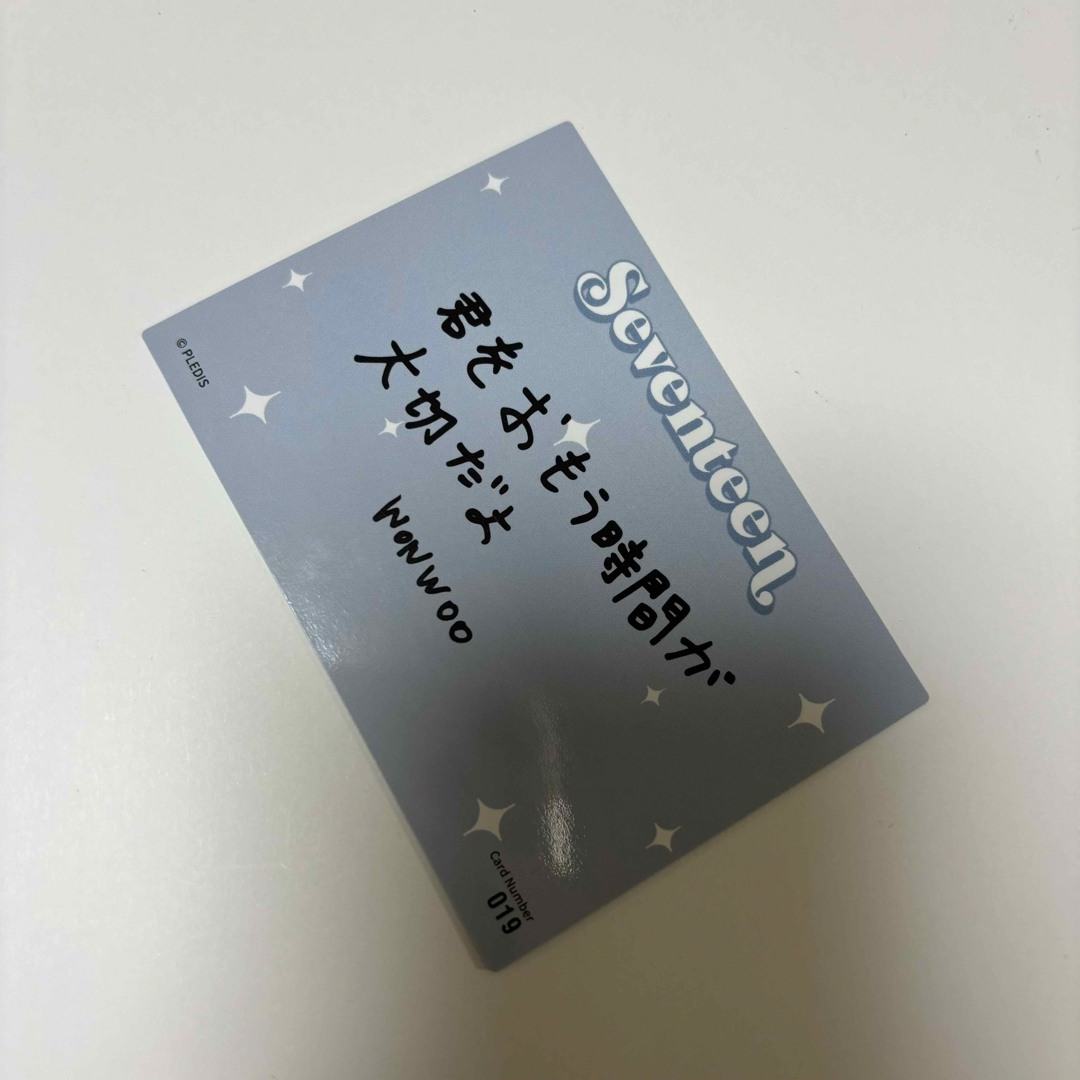 Seventeen
君をおもう時間が
大切だよ
WONWOO
© PLEDIS
Card Number
019